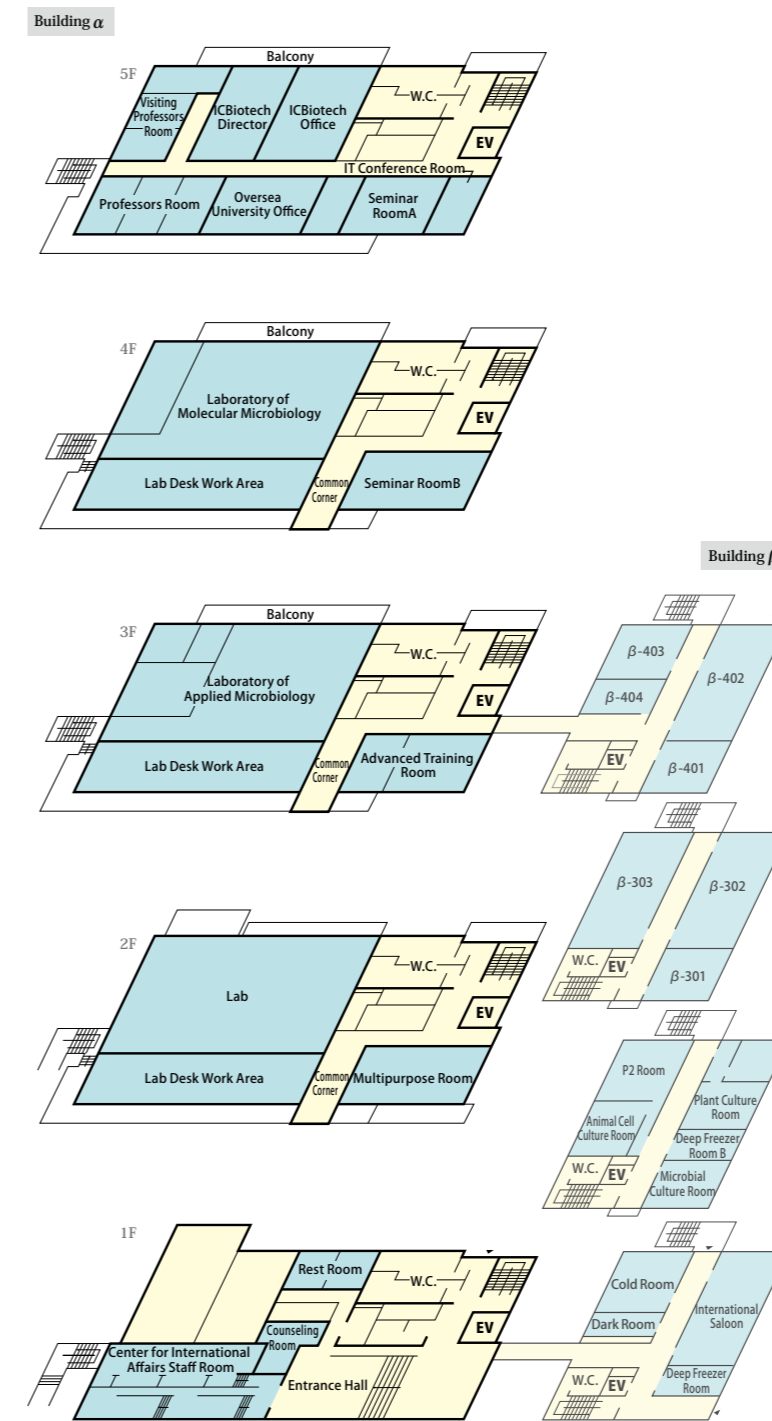 Building α
Balcony
5F
W.C.
Visiting
Professors
Room
ICBiotech
Director
ICBiotech
Office
EV
IT Conference Room
Professors Room
Oversea
University Office
Seminar
RoomA
Balcony
4F
W.C.
Laboratory of
Molecular Microbiology
EV
Lab Desk Work Area
Common
Corner
Seminar RoomB
Building
Balcony
3F
W.C.
Laboratory of
Applied Microbiology
EV
Lab Desk Work Area
Common
Corner
Advanced Training
Room
β-403
β-402
β-404
EV
β-401
β-303
β-302
W.C.
EV
β-301
2F
W.C.
Lab
EV
Lab Desk Work Area
Common
Corner
Multipurpose Room
P2 Room
Plant Culture
Room
Animal Cell
Culture Room
Deep Freezer
Room B
W.C.
EV
Microbial
Culture Room
1F
Rest Room
W.C.
Counseling
Room
EV
Center for International
Affairs Staff Room
Entrance Hall
Cold Room
Dark Room
International
Saloon
W.C.
EV
Deep Freezer
Room